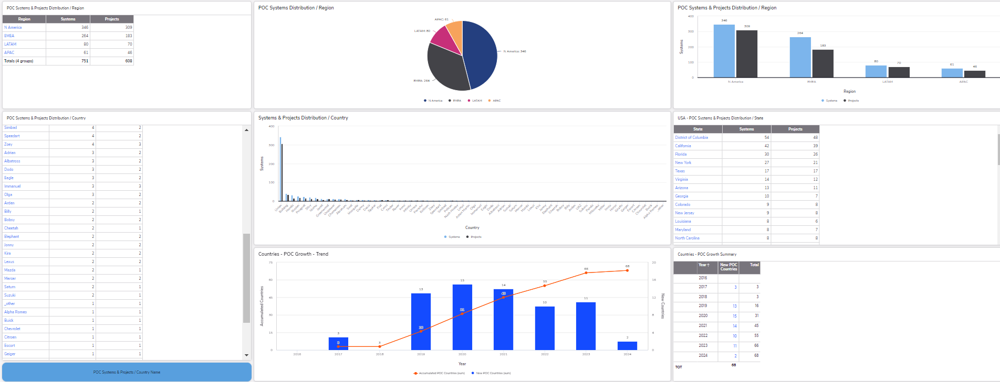 POC Systems & Projects Distribution / Region
Region Systems Projects
N America 346 309
EMEA 264 183
LATAM 80 70
APAC 61 46
Totals (4 groups) 751 608
POC Systems Distribution / Region
APAC: 61
LATAM: 80
N America: 346
EMEA: 264
N America EMEA LATAM APAC
POC Systems & Projects Distribution / Region
400
300
200
100
0
Systems
346 309 264 183 80 70 61 46
N America EMEA LATAM APAC
Region
Systems Projects
POC Systems & Projects Distribution / Country
Simbad 4 2
Speedart 4 2
Zoey 4 3
Adrian 3 2
Albatross 3 2
Dodo 3 2
Eagle 3 2
Immanuel 3 3
Olga 3 2
Arden 2 2
Billy 2 1
Bobsy 2 2
Cheetah 2 1
Elephant 2 2
Jonny 2 2
Kira 2 2
Lexus 2 2
Mazda 2 1
Mercer 2 2
Saturn 2 1
Suzuki 2 1
_other 1 1
Alpha Romeo 1 1
Buick 1 1
Chevrolet 1 1
Citroen 1 1
Escort 1 1
Geiger 1 1
POC Systems & Projects / Country Name
Systems & Projects Distribution / Country
400
300
200
100
0
Systems
Country
Systems Projects
USA - POC Systems & Projects Distribution / State
State Systems Projects
District of Columbia 54 48
California 42 39
Florida 30 26
New York 27 21
Texas 17 17
Virginia 14 12
Arizona 13 11
Georgia 10 7
Colorado 9 8
New Jersey 9 8
Louisiana 8 6
Maryland 8 7
North Carolina 8 8
Countries - POC Growth - Trend
75
60
45
30
15
0
Accumulated Countries
20
16
12
8
4
0
New Countries
3 13 15 14 10 11 2
3 3 16 31 45 55 66 68
2016 2017 2018 2019 2020 2021 2022 2023 2024
Year
Accumulated POC Countries (sum) New POC Countries (sum)
Countries - POC Growth Summary
Year↑ New POC Countries Total
2016
2017 3 3
2018 3
2019 13 16
2020 15 31
2021 14 45
2022 10 55
2023 11 66
2024 2 68
TOT 68